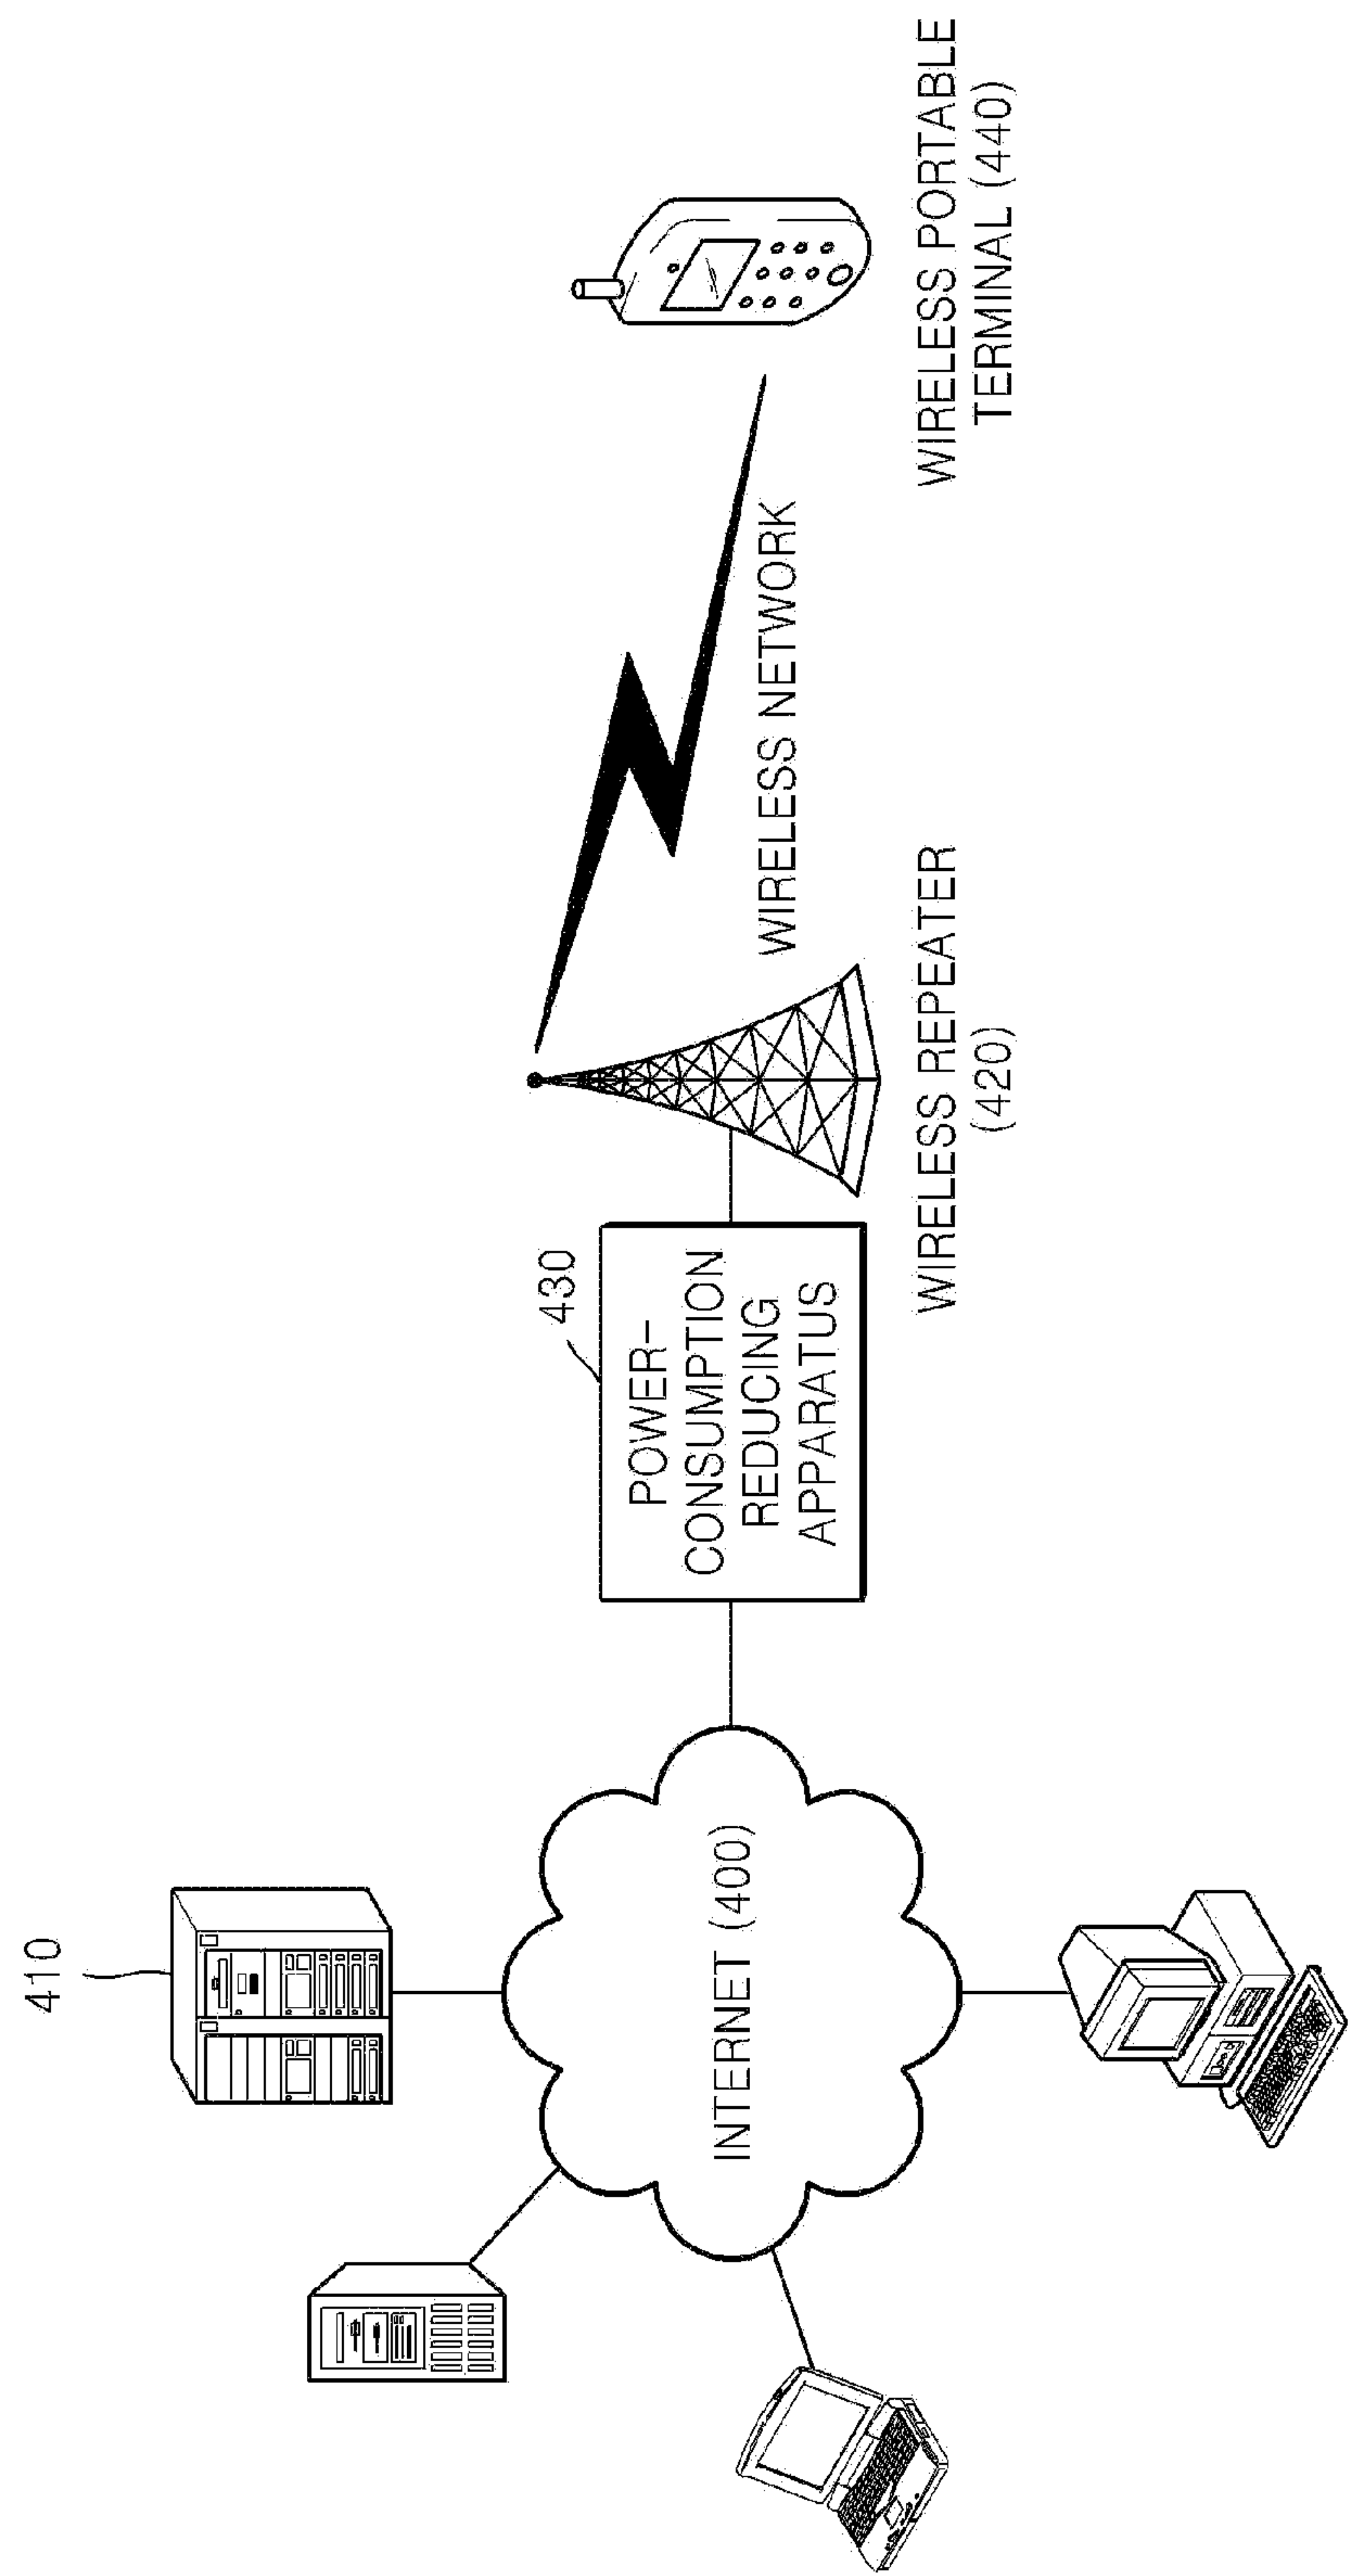 410
INTERNET (400)
430
POWER-
CONSUMPTION
REDUCING
APPARATUS
WIRELESS NETWORK
WIRELESS REPEATER
(420)
WIRELESS PORTABLE
TERMINAL (440)